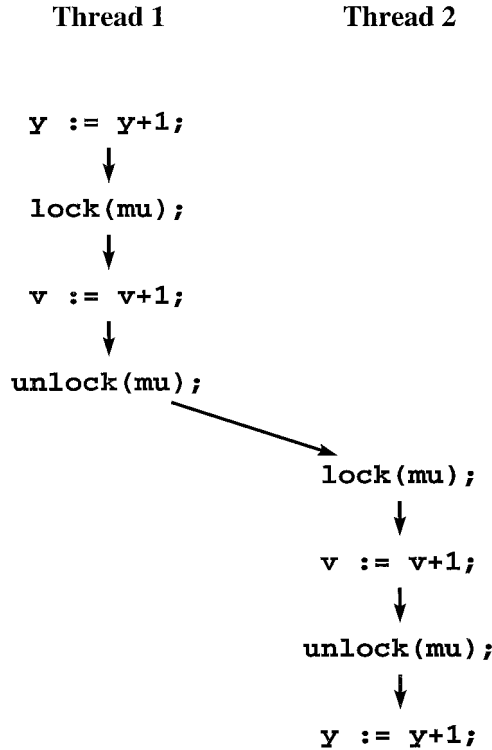 Thread 1 Thread 2
y := y+1;
lock(mu);
v := v+1;
unlock(mu);
lock(mu);
v := v+1;
unlock(mu);
y := y+1;